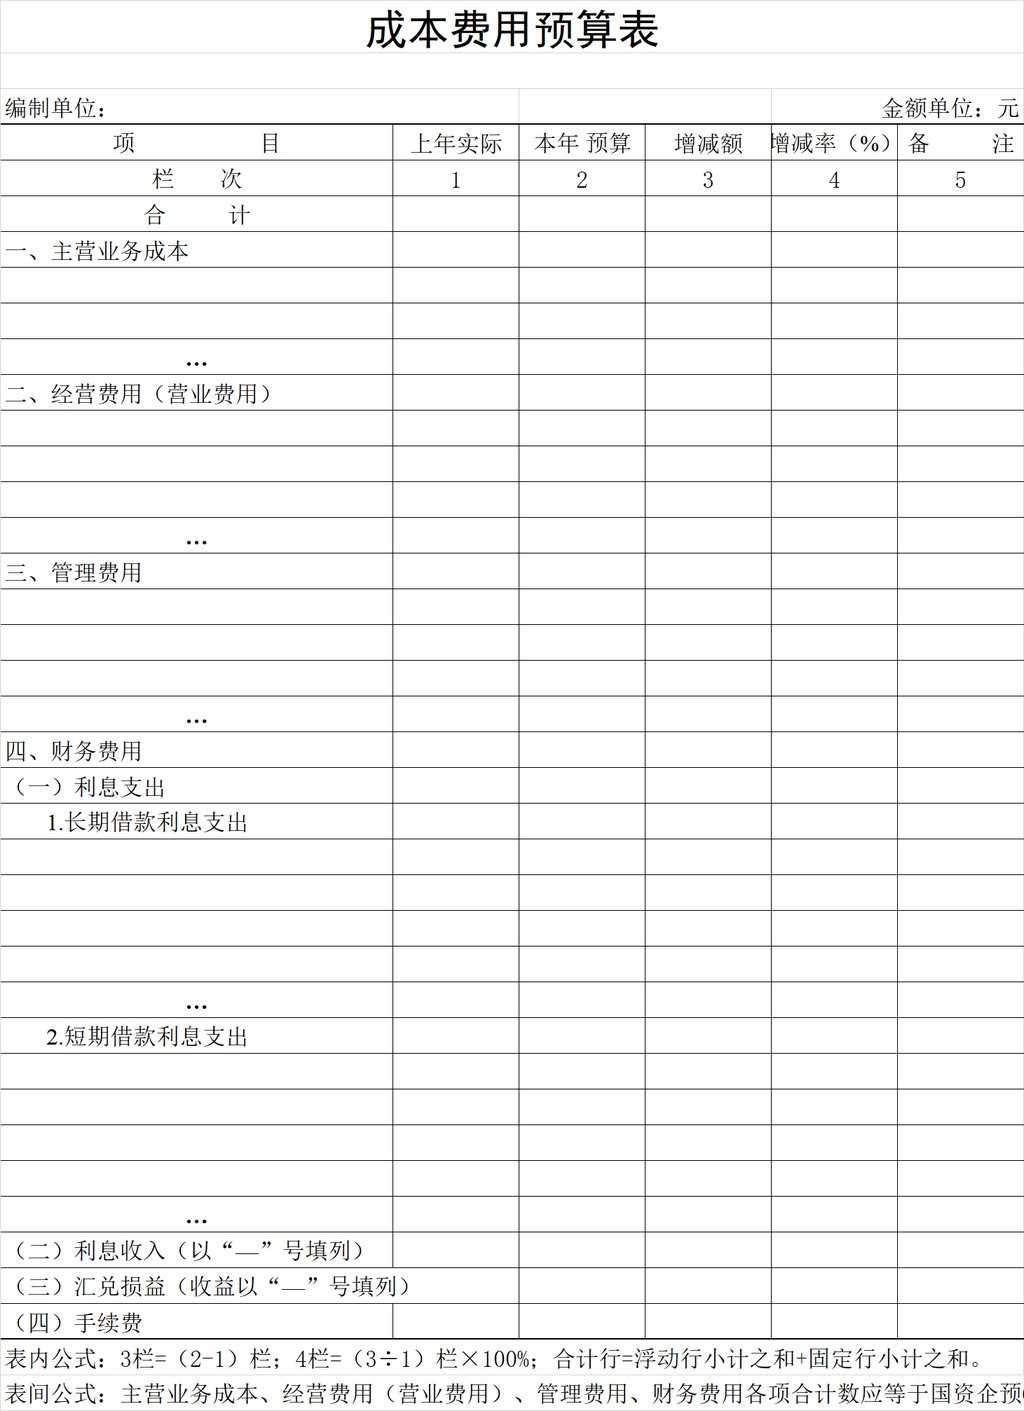 成本费用预算表
编制单位： 金额单位：元
项 目 上年实际 本年 预算 增减额 增减率（%） 备 注
栏 次 1 2 3 4 5
合 计
一、主营业务成本
…
二、经营费用（营业费用）
…
三、管理费用
…
四、财务费用
（一）利息支出
1.长期借款利息支出
…
2.短期借款利息支出
…
（二）利息收入（以“—”号填列）
（三）汇兑损益（收益以“—”号填列）
（四）手续费
表内公式：3栏=（2-1）栏；4栏=（3÷1）栏×100%；合计行=浮动行小计之和+固定行小计之和。
表间公式：主营业务成本、经营费用（营业费用）、管理费用、财务费用各项合计数应等于国资企预